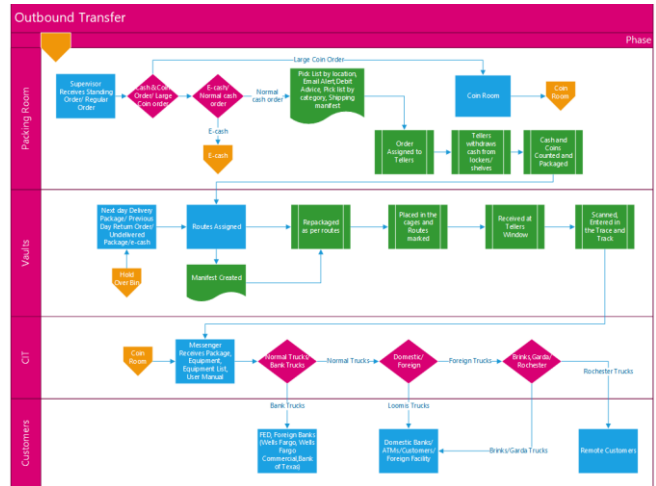 Outbound Transfer
Phase
Packing Room
Large Coin Order
Supervisor
Receives Standing
Order/ Regular
Order
Cash&Coin
Order/ Large
Coin order
E-cash/
Normal cash
order
Normal
cash order
Pick List by location,
Email Alert,Debit
Advice, Pick list by
category, Shipping
manifest
Coin Room
Coin
Room
E-cash
E-cash
Order
Assigned to
Tellers
Tellers
withdraws
cash from
lockers/
shelves
Cash and
Coins
Counted and
Packaged
Vaults
Next day Delivery
Package/ Previous
Day Return Order/
Undelivered
Package/e-cash
Routes Assigned
Repackaged
as per routes
Placed in the
cages and
Routes
marked
Received at
Tellers
Window
Scanned,
Entered in
the Trace and
Track
Hold
Over Bin
Manifest Created
CIT
Coin
Room
Messenger
Receives Package,
Equipment,
Equipment List,
User Manual
Normal Trucks/
Bank Trucks
Normal Trucks
Domestic/
Foreign
Foreign Trucks
Brinks,Garda/
Rochester
Rochester Trucks
Customers
Bank Trucks
Loomis Trucks
FED, Foreign Banks
(Wells Fargo, Wells
Fargo
Commercial,Bank
of Texas)
Domestic Banks/
ATMs/Customers/
Foreign Facility
Brinks/Garda Trucks
Remote Customers